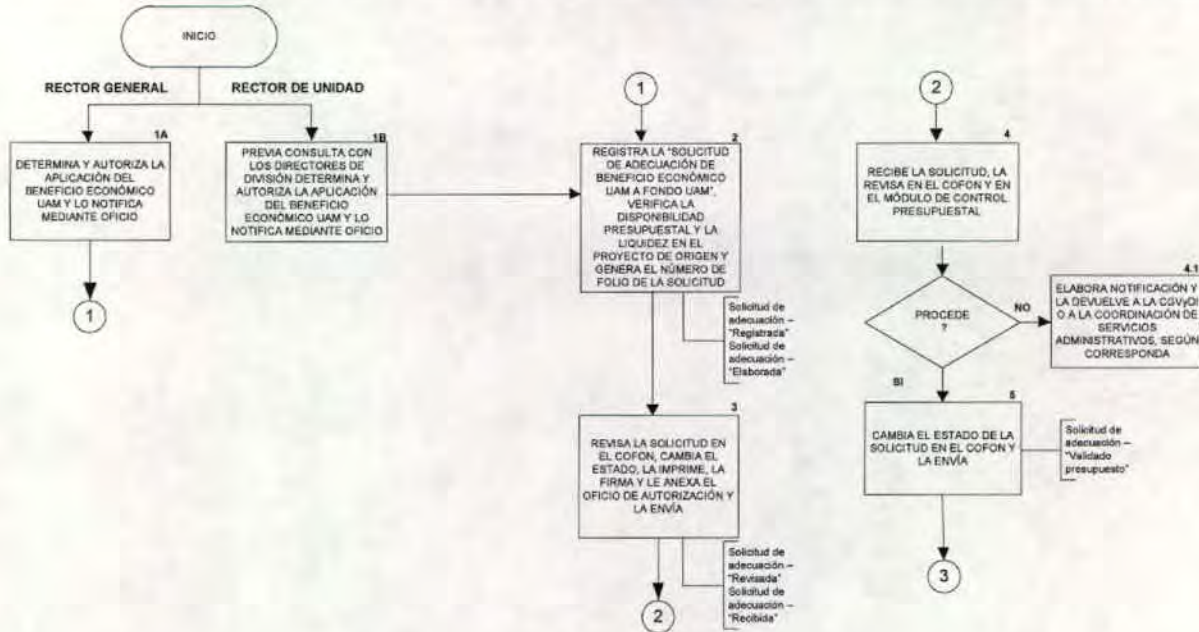 INICIO
RECTOR GENERAL
RECTOR DE UNIDAD
1A
DETERMINA Y AUTORIZA LA
APLICACIÓN DEL
BENEFICIO ECONÓMICO
UAM Y LO NOTIFICA
MEDIANTE OFICIO
1
1B
PREVIA CONSULTA CON
LOS DIRECTORES DE
DIVISIÓN DETERMINA Y
AUTORIZA LA APLICACIÓN
DEL BENEFICIO
ECONÓMICO UAM Y LO
NOTIFICA MEDIANTE OFICIO
1
2
REGISTRA LA "SOLICITUD
DE ADECUACIÓN DE
BENEFICIO ECONÓMICO
UAM A FONDO UAM",
VERIFICA LA
DISPONIBILIDAD
PRESUPUESTAL Y LA
LIQUIDEZ EN EL
PROYECTO DE ORIGEN Y
GENERA EL NÚMERO DE
FOLIO DE LA SOLICITUD
Solicitud de
adecuación –
"Registrada"
Solicitud de
adecuación –
"Elaborada"
3
REVISA LA SOLICITUD EN
EL COFON, CAMBIA EL
ESTADO, LA IMPRIME, LA
FIRMA Y LE ANEXA EL
OFICIO DE AUTORIZACIÓN Y
LA ENVÍA
Solicitud de
adecuación –
"Revisada"
Solicitud de
adecuación –
"Recibida"
2
2
4
RECIBE LA SOLICITUD, LA
REVISA EN EL COFON Y EN
EL MÓDULO DE CONTROL
PRESUPUESTAL
PROCEDE
?
NO
4.1
ELABORA NOTIFICACIÓN Y
LA DEVUELVE A LA CGVyDI
O A LA COORDINACIÓN DE
SERVICIOS
ADMINISTRATIVOS, SEGÚN
CORRESPONDA
SI
5
CAMBIA EL ESTADO DE LA
SOLICITUD EN EL COFON Y
LA ENVÍA
Solicitud de
adecuación –
"Validado
presupuesto"
3